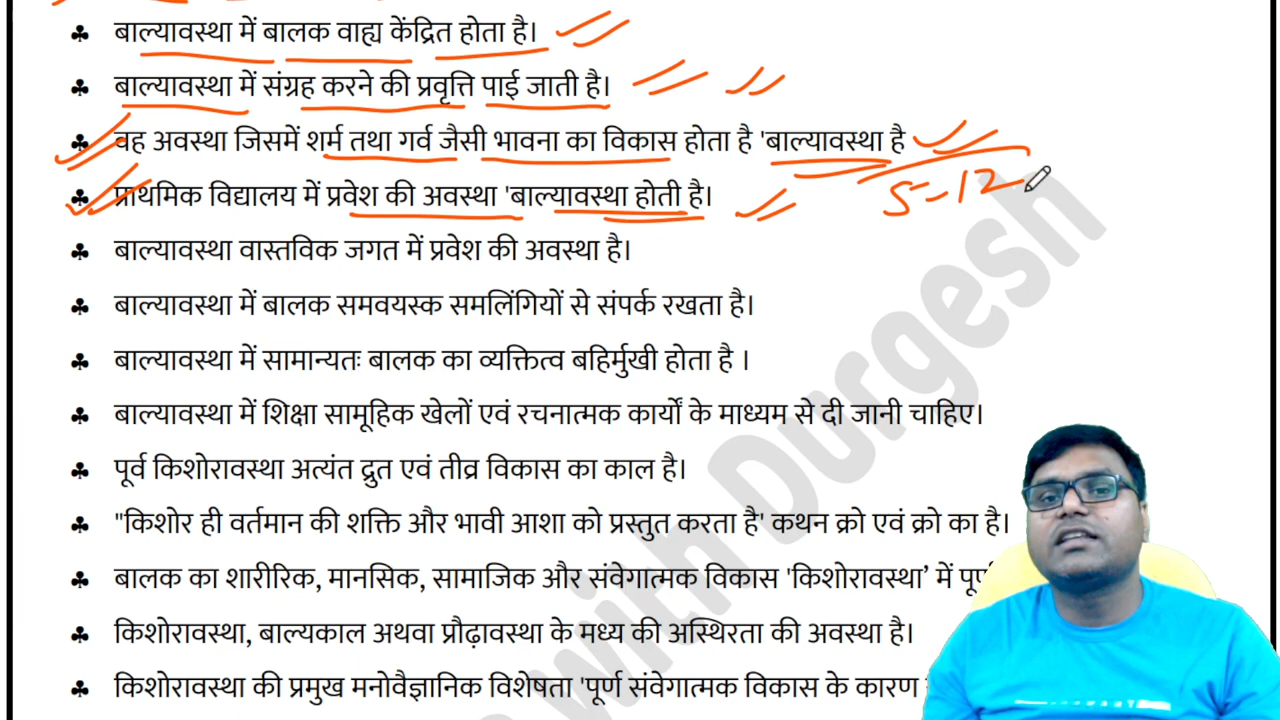 ♣ बाल्यावस्था में बालक वाह्य केंद्रित होता है।
♣ बाल्यावस्था में संग्रह करने की प्रवृत्ति पाई जाती है।
♣ वह अवस्था जिसमें शर्म तथा गर्व जैसी भावना का विकास होता है 'बाल्यावस्था है
5-12
♣ प्राथमिक विद्यालय में प्रवेश की अवस्था 'बाल्यावस्था होती है।
♣ बाल्यावस्था वास्तविक जगत में प्रवेश की अवस्था है।
♣ बाल्यावस्था में बालक समवयस्क समलिंगियों से संपर्क रखता है।
♣ बाल्यावस्था में सामान्यतः बालक का व्यक्तित्व बहिर्मुखी होता है ।
♣ बाल्यावस्था में शिक्षा सामूहिक खेलों एवं रचनात्मक कार्यों के माध्यम से दी जानी चाहिए।
♣ पूर्व किशोरावस्था अत्यंत द्रुत एवं तीव्र विकास का काल है।
♣ "किशोर ही वर्तमान की शक्ति और भावी आशा को प्रस्तुत करता है' कथन क्रो एवं क्रो का है।
♣ बालक का शारीरिक, मानसिक, सामाजिक और संवेगात्मक विकास 'किशोरावस्था’ में
♣ किशोरावस्था, बाल्यकाल अथवा प्रौढ़ावस्था के मध्य की अस्थिरता की अवस्था है।
♣ किशोरावस्था की प्रमुख मनोवैज्ञानिक विशेषता 'पूर्ण संवेगात्मक विकास के कारण
with Durgesh